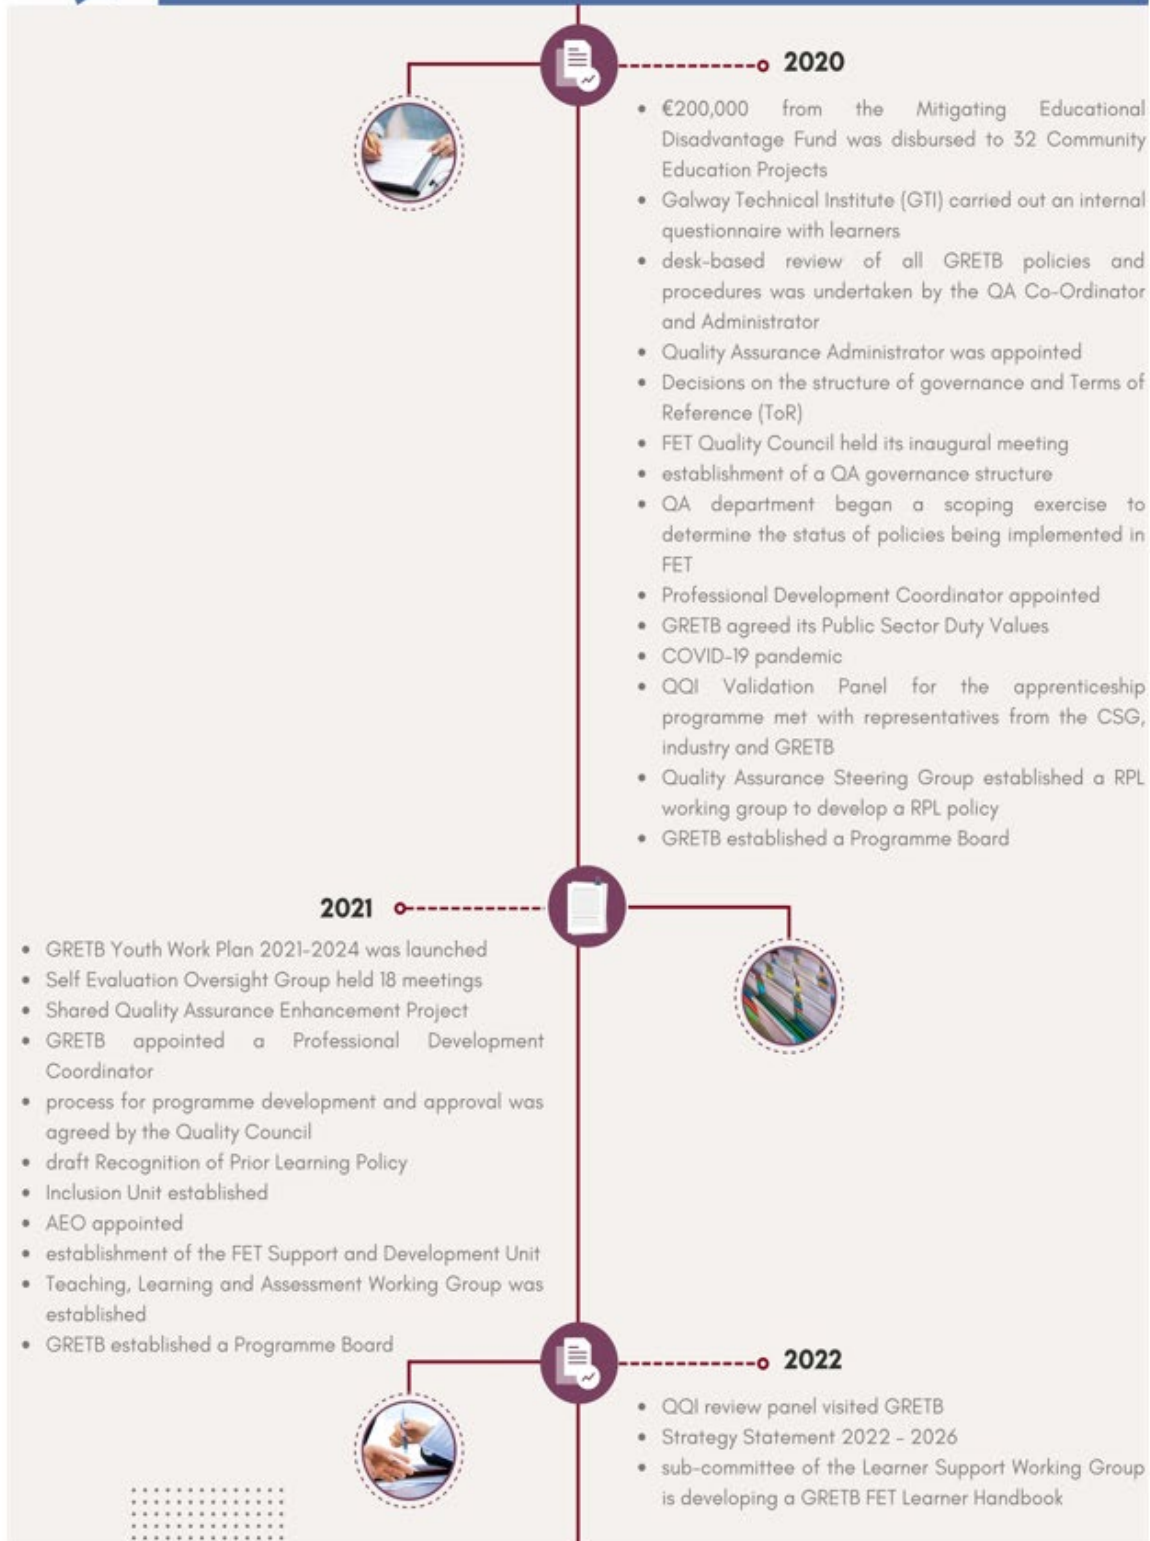 2020
• €200,000 from the Mitigating Educational
Disadvantage Fund was disbursed to 32 Community
Education Projects
• Galway Technical Institute (GTI) carried out an internal
questionnaire with learners
• desk-based review of all GRETB policies and
procedures was undertaken by the QA Co-Ordinator
and Administrator
• Quality Assurance Administrator was appointed
• Decisions on the structure of governance and Terms of
Reference (ToR)
• FET Quality Council held its inaugural meeting
• establishment of a QA governance structure
• QA department began a scoping exercise to
determine the status of policies being implemented in
FET
• Professional Development Coordinator appointed
• GRETB agreed its Public Sector Duty Values
• COVID-19 pandemic
• QQI Validation Panel for the apprenticeship
programme met with representatives from the CSG,
industry and GRETB
• Quality Assurance Steering Group established a RPL
working group to develop a RPL policy
• GRETB established a Programme Board
2021
• GRETB Youth Work Plan 2021-2024 was launched
• Self Evaluation Oversight Group held 18 meetings
• Shared Quality Assurance Enhancement Project
• GRETB appointed a Professional Development
Coordinator
• process for programme development and approval was
agreed by the Quality Council
• draft Recognition of Prior Learning Policy
• Inclusion Unit established
• AEO appointed
• establishment of the FET Support and Development Unit
• Teaching, Learning and Assessment Working Group was
established
• GRETB established a Programme Board
2022
• QQI review panel visited GRETB
• Strategy Statement 2022 - 2026
• sub-committee of the Learner Support Working Group
is developing a GRETB FET Learner Handbook